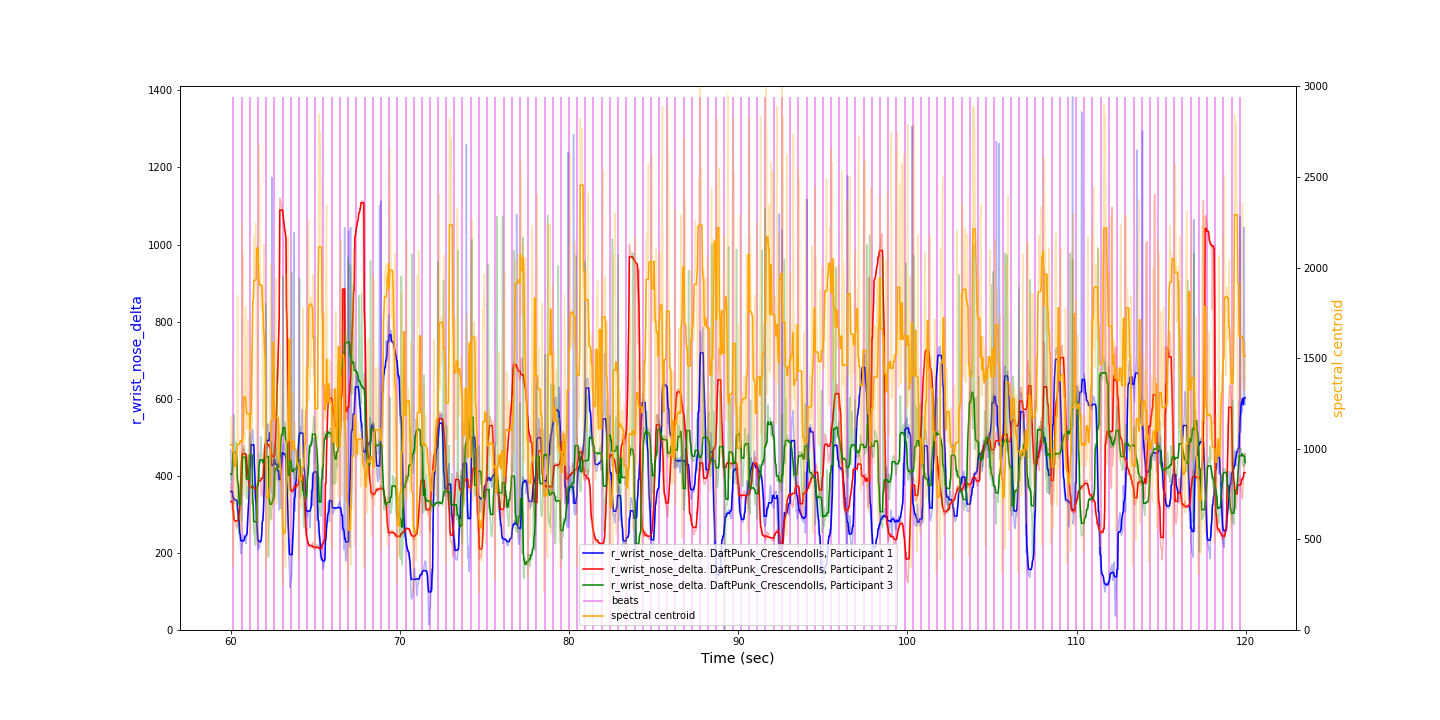 1400
1200
1000
800
600
400
200
0
r_wrist_nose_delta
3000
2500
2000
1500
1000
500
0
spectral centroid
r_wrist_nose_delta. DaftPunk_Crescendolls, Participant 1
r_wrist_nose_delta. DaftPunk_Crescendolls, Participant 2
r_wrist_nose_delta. DaftPunk_Crescendolls, Participant 3
beats
spectral centroid
60 70 80 90 100 110 120
Time (sec)